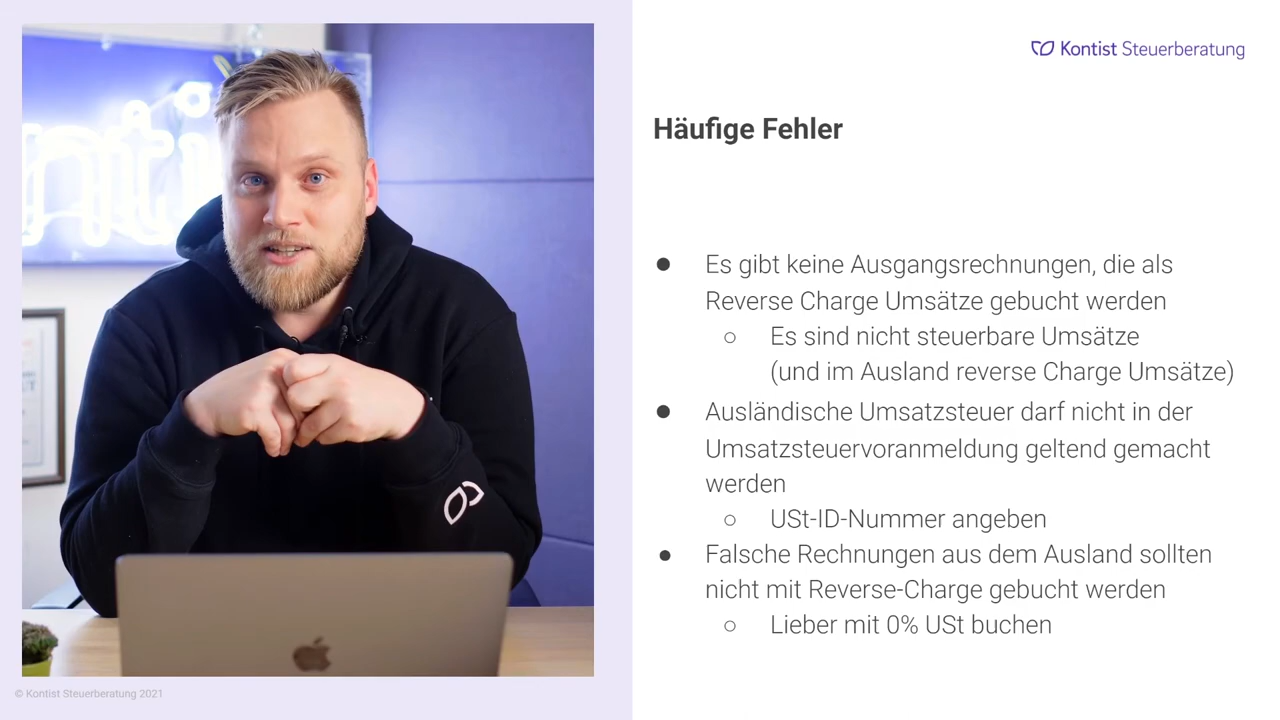 Kontist Steuerberatung
Häufige Fehler
● Es gibt keine Ausgangsrechnungen, die als
Reverse Charge Umsätze gebucht werden
○ Es sind nicht steuerbare Umsätze
(und im Ausland reverse Charge Umsätze)
● Ausländische Umsatzsteuer darf nicht in der
Umsatzsteuervoranmeldung geltend gemacht
werden
○ USt-ID-Nummer angeben
● Falsche Rechnungen aus dem Ausland sollten
nicht mit Reverse-Charge gebucht werden
○ Lieber mit 0% USt buchen
© Kontist Steuerberatung 2021